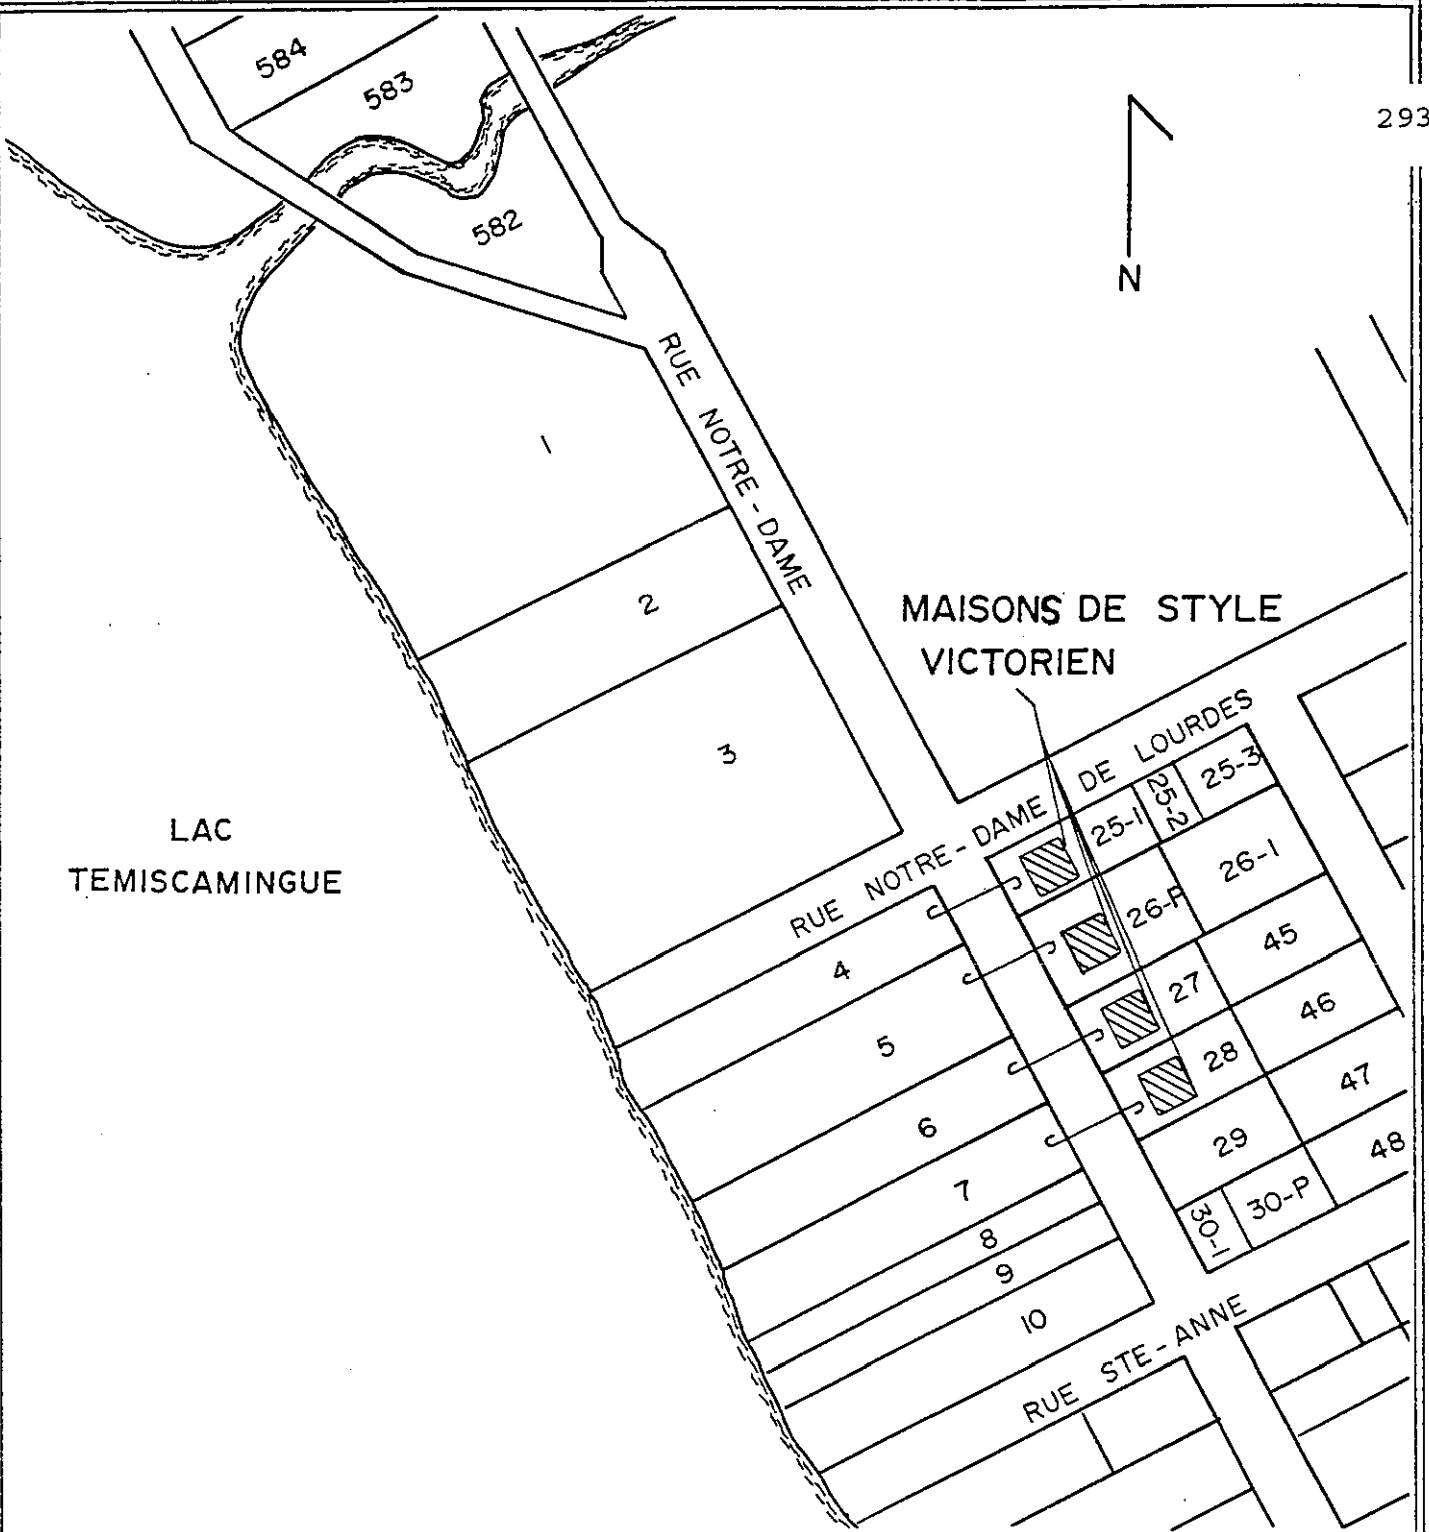 584
583
293
582
N
RUE NOTRE-DAME
1
2
MAISONS DE STYLE
VICTORIEN
3
RUE NOTRE-DAME DE LOURDES
LAC
TEMISCAMINGUE
25-1
25-2
25-3
26-P
26-1
4
27
45
5
28
46
6
29
47
7
30-1
30-P
48
8
9
10
RUE STE-ANNE